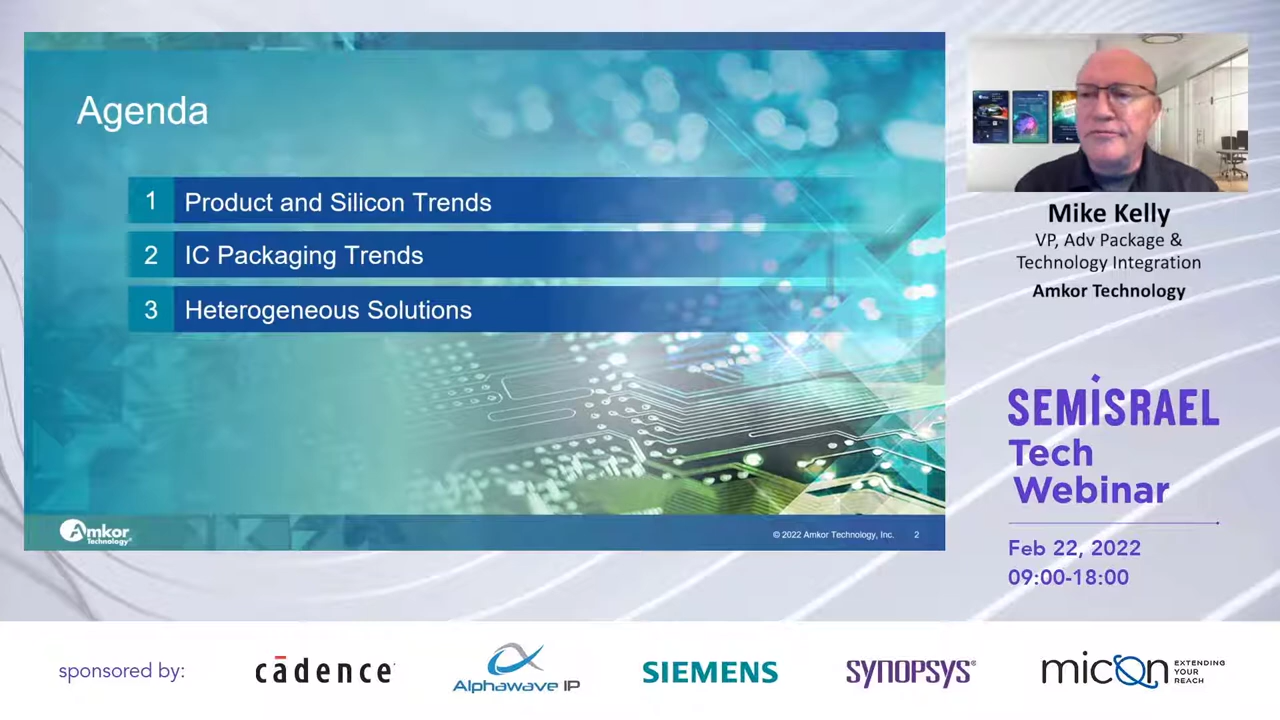 Agenda
1 Product and Silicon Trends
2 IC Packaging Trends
3 Heterogeneous Solutions
Amkor
Technology®
© 2022 Amkor Technology, Inc. 2
Mike Kelly
VP, Adv Package &
Technology Integration
Amkor Technology
SEMISRAEL
Tech
Webinar
Feb 22, 2022
09:00-18:00
sponsored by:
cādence
Alphawave IP
SIEMENS
SYNOPSYS®
micon
EXTENDING
YOUR
REACH